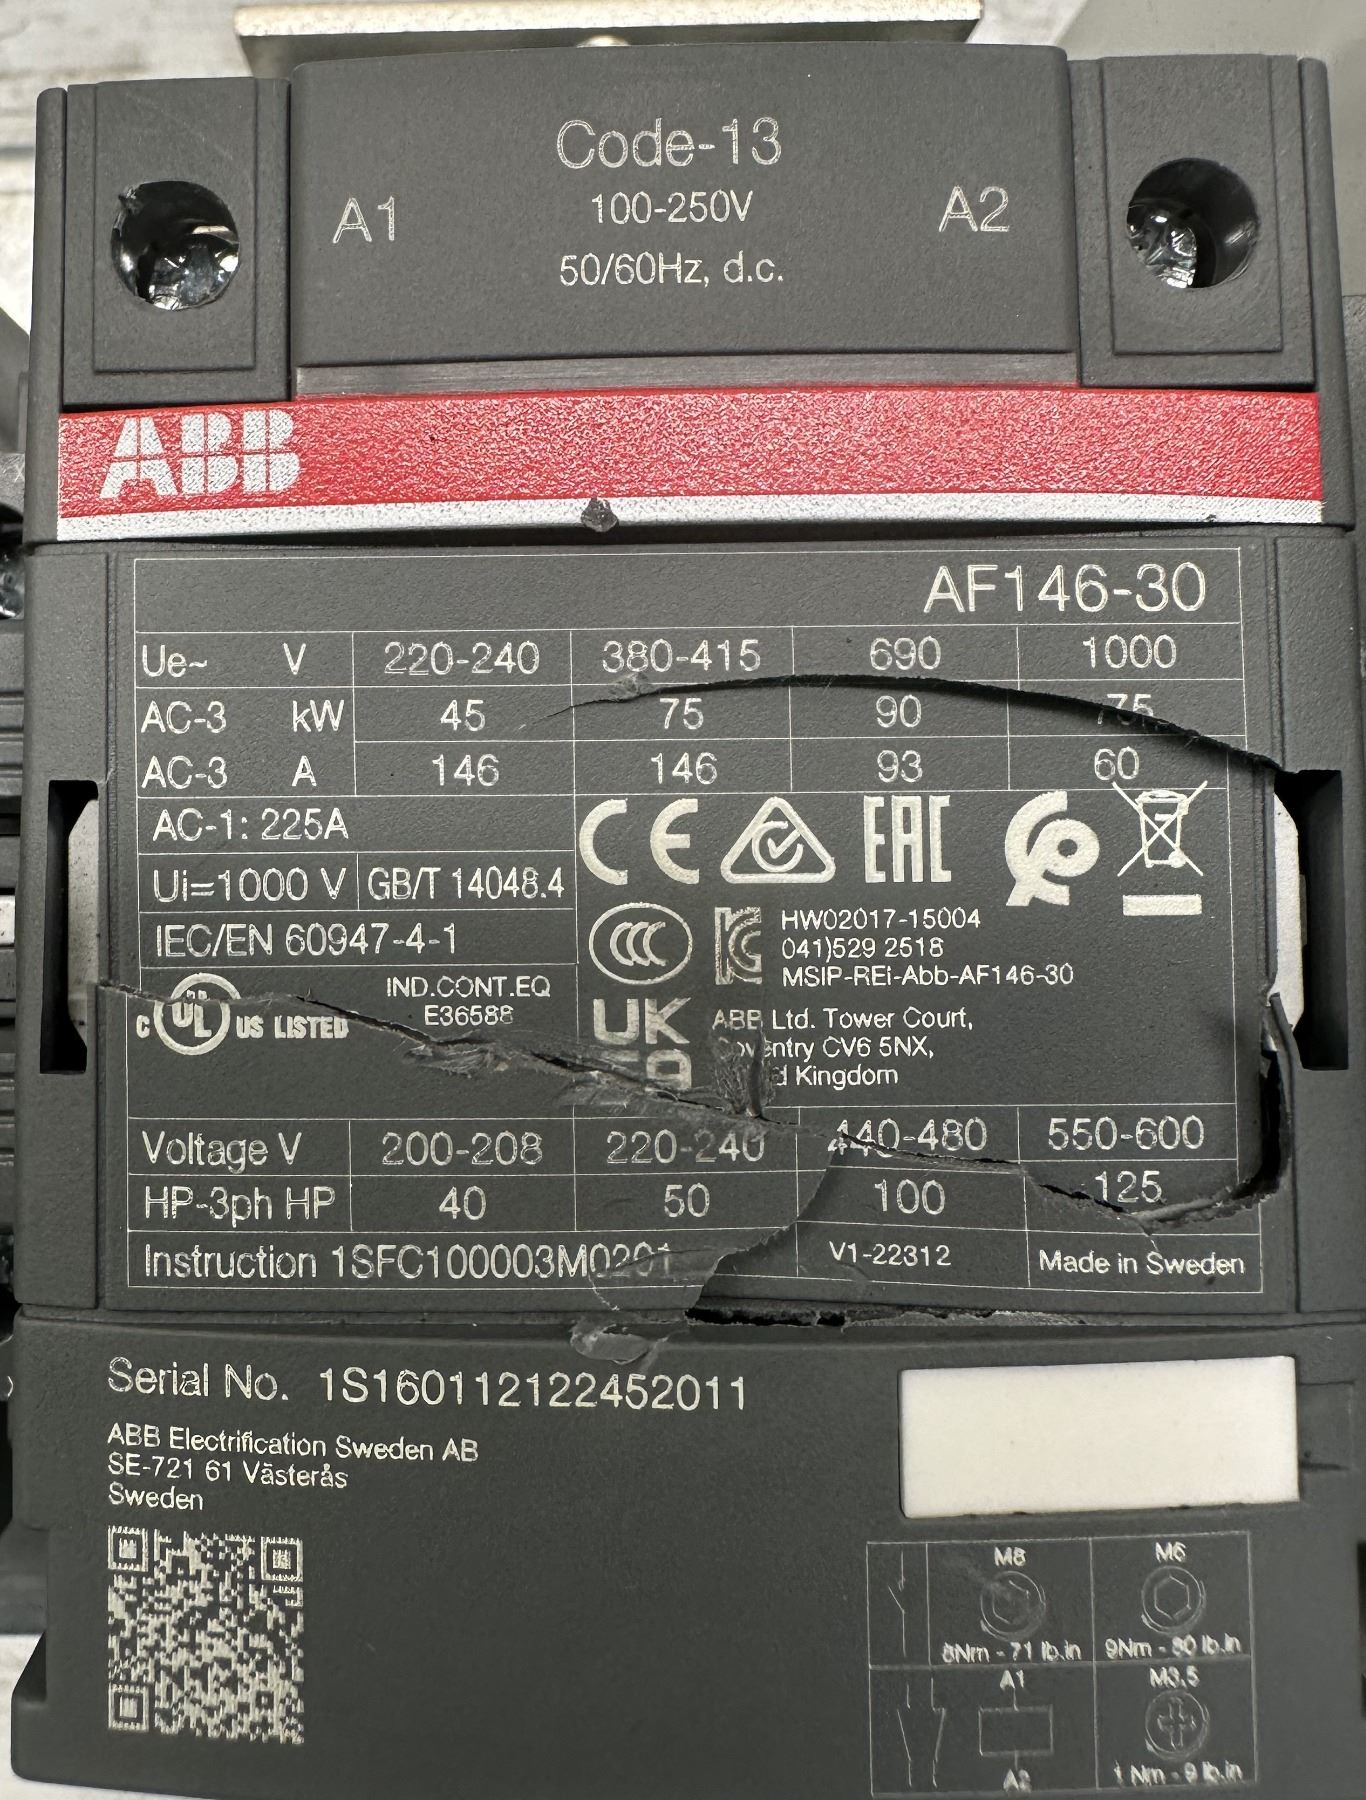 Code-13
A1 100-250V A2
50/60Hz, d.c.
ABB
AF146-30
Ue~ V 220-240 380-415 690 1000
AC-3 kW 45 75 90 75
AC-3 A 146 146 93 60
AC-1: 225A
Ui=1000 V GB/T 14048.4
IEC/EN 60947-4-1
CE EAC
CCC
HW02017-15004
041)529 2518
MSIP-REi-Abb-AF146-30
C UL US LISTED
IND.CONT.EQ
E36588
UK
ABB Ltd. Tower Court,
Coventry CV6 5NX,
Kingdom
Voltage V 200-208 220-240 440-480 550-600
HP-3ph HP 40 50 100 125
Instruction 1SFC100003M0201 V1-22312 Made in Sweden
Serial No. 1S160112122452011
ABB Electrification Sweden AB
SE-721 61 Västerås
Sweden
M8 M6
8Nm - 71 lb.in 9Nm - 80 lb.in
A1 M3,5
A2 1 Nm - 9 lb.in